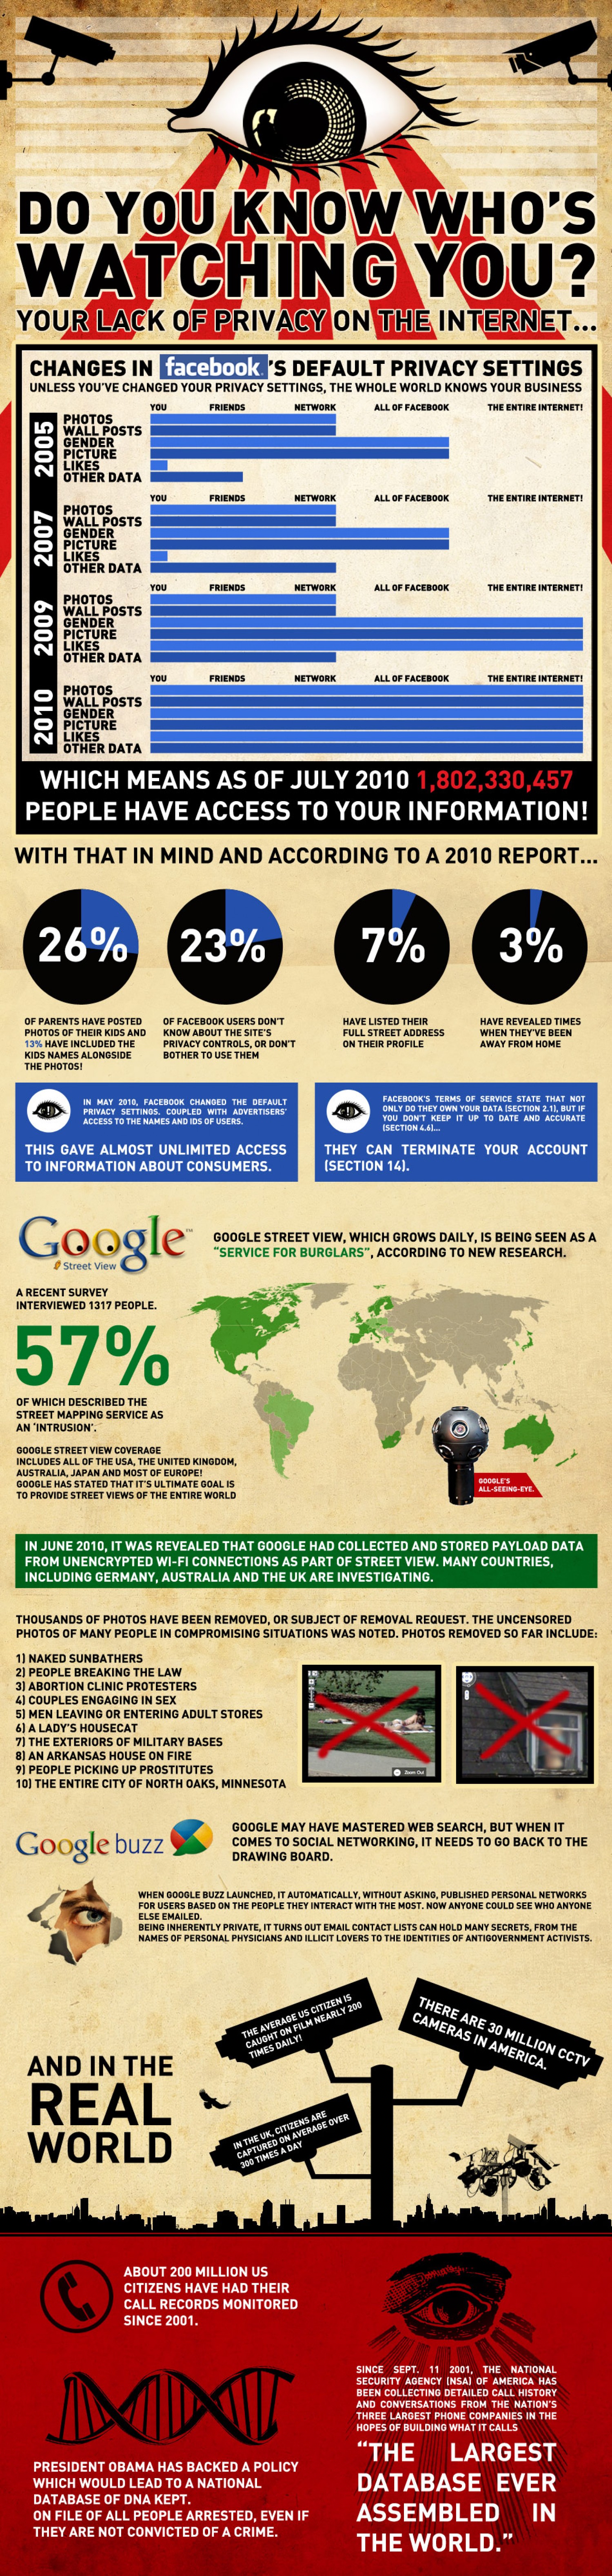 DO YOU KNOW WHO'S
WATCHING YOU?
YOUR LACK OF PRIVACY ON THE INTERNET...
CHANGES IN facebook.'S DEFAULT PRIVACY SETTINGS
UNLESS YOU'VE CHANGED YOUR PRIVACY SETTINGS, THE WHOLE WORLD KNOWS YOUR BUSINESS
YOU FRIENDS NETWORK ALL OF FACEBOOK THE ENTIRE INTERNET!
2005
PHOTOS
WALL POSTS
GENDER
PICTURE
LIKES
OTHER DATA
YOU FRIENDS NETWORK ALL OF FACEBOOK THE ENTIRE INTERNET!
2007
PHOTOS
WALL POSTS
GENDER
PICTURE
LIKES
OTHER DATA
YOU FRIENDS NETWORK ALL OF FACEBOOK THE ENTIRE INTERNET!
2009
PHOTOS
WALL POSTS
GENDER
PICTURE
LIKES
OTHER DATA
YOU FRIENDS NETWORK ALL OF FACEBOOK THE ENTIRE INTERNET!
2010
PHOTOS
WALL POSTS
GENDER
PICTURE
LIKES
OTHER DATA
WHICH MEANS AS OF JULY 2010 1,802,330,457
PEOPLE HAVE ACCESS TO YOUR INFORMATION!
WITH THAT IN MIND AND ACCORDING TO A 2010 REPORT...
26%
OF PARENTS HAVE POSTED
PHOTOS OF THEIR KIDS AND
13% HAVE INCLUDED THE
KIDS NAMES ALONGSIDE
THE PHOTOS!
23%
OF FACEBOOK USERS DON'T
KNOW ABOUT THE SITE'S
PRIVACY CONTROLS, OR DON'T
BOTHER TO USE THEM
7%
HAVE LISTED THEIR
FULL STREET ADDRESS
ON THEIR PROFILE
3%
HAVE REVEALED TIMES
WHEN THEY'VE BEEN
AWAY FROM HOME
IN MAY 2010, FACEBOOK CHANGED THE DEFAULT
PRIVACY SETTINGS. COUPLED WITH ADVERTISERS'
ACCESS TO THE NAMES AND IDS OF USERS.
THIS GAVE ALMOST UNLIMITED ACCESS
TO INFORMATION ABOUT CONSUMERS.
FACEBOOK'S TERMS OF SERVICE STATE THAT NOT
ONLY DO THEY OWN YOUR DATA (SECTION 2.1), BUT IF
YOU DON'T KEEP IT UP TO DATE AND ACCURATE
(SECTION 4.6)...
THEY CAN TERMINATE YOUR ACCOUNT
(SECTION 14).
Google™
Street View
GOOGLE STREET VIEW, WHICH GROWS DAILY, IS BEING SEEN AS A
"SERVICE FOR BURGLARS", ACCORDING TO NEW RESEARCH.
A RECENT SURVEY
INTERVIEWED 1317 PEOPLE.
57%
OF WHICH DESCRIBED THE
STREET MAPPING SERVICE AS
AN 'INTRUSION'.
GOOGLE STREET VIEW COVERAGE
INCLUDES ALL OF THE USA, THE UNITED KINGDOM,
AUSTRALIA, JAPAN AND MOST OF EUROPE!
GOOGLE HAS STATED THAT IT'S ULTIMATE GOAL IS
TO PROVIDE STREET VIEWS OF THE ENTIRE WORLD
GOOGLE'S
ALL-SEEING-EYE.
IN JUNE 2010, IT WAS REVEALED THAT GOOGLE HAD COLLECTED AND STORED PAYLOAD DATA
FROM UNENCRYPTED WI-FI CONNECTIONS AS PART OF STREET VIEW. MANY COUNTRIES,
INCLUDING GERMANY, AUSTRALIA AND THE UK ARE INVESTIGATING.
THOUSANDS OF PHOTOS HAVE BEEN REMOVED, OR SUBJECT OF REMOVAL REQUEST. THE UNCENSORED
PHOTOS OF MANY PEOPLE IN COMPROMISING SITUATIONS WAS NOTED. PHOTOS REMOVED SO FAR INCLUDE:
1) NAKED SUNBATHERS
2) PEOPLE BREAKING THE LAW
3) ABORTION CLINIC PROTESTERS
4) COUPLES ENGAGING IN SEX
5) MEN LEAVING OR ENTERING ADULT STORES
6) A LADY'S HOUSECAT
7) THE EXTERIORS OF MILITARY BASES
8) AN ARKANSAS HOUSE ON FIRE
9) PEOPLE PICKING UP PROSTITUTES
10) THE ENTIRE CITY OF NORTH OAKS, MINNESOTA
Zoom Out
Google buzz
GOOGLE MAY HAVE MASTERED WEB SEARCH, BUT WHEN IT
COMES TO SOCIAL NETWORKING, IT NEEDS TO GO BACK TO THE
DRAWING BOARD.
WHEN GOOGLE BUZZ LAUNCHED, IT AUTOMATICALLY, WITHOUT ASKING, PUBLISHED PERSONAL NETWORKS
FOR USERS BASED ON THE PEOPLE THEY INTERACT WITH THE MOST. NOW ANYONE COULD SEE WHO ANYONE
ELSE EMAILED.
BEING INHERENTLY PRIVATE, IT TURNS OUT EMAIL CONTACT LISTS CAN HOLD MANY SECRETS, FROM THE
NAMES OF PERSONAL PHYSICIANS AND ILLICIT LOVERS TO THE IDENTITIES OF ANTIGOVERNMENT ACTIVISTS.
AND IN THE
REAL
WORLD
THE AVERAGE US CITIZEN IS
CAUGHT ON FILM NEARLY 200
TIMES DAILY!
THERE ARE 30 MILLION CCTV
CAMERAS IN AMERICA.
IN THE UK, CITIZENS ARE
CAPTURED ON AVERAGE OVER
300 TIMES A DAY
ABOUT 200 MILLION US
CITIZENS HAVE HAD THEIR
CALL RECORDS MONITORED
SINCE 2001.
SINCE SEPT. 11 2001, THE NATIONAL
SECURITY AGENCY (NSA) OF AMERICA HAS
BEEN COLLECTING DETAILED CALL HISTORY
AND CONVERSATIONS FROM THE NATION'S
THREE LARGEST PHONE COMPANIES IN THE
HOPES OF BUILDING WHAT IT CALLS
"THE LARGEST
DATABASE EVER
ASSEMBLED IN
THE WORLD."
PRESIDENT OBAMA HAS BACKED A POLICY
WHICH WOULD LEAD TO A NATIONAL
DATABASE OF DNA KEPT.
ON FILE OF ALL PEOPLE ARRESTED, EVEN IF
THEY ARE NOT CONVICTED OF A CRIME.